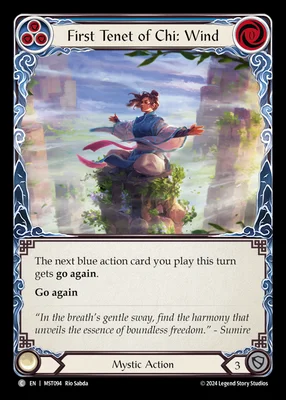 First Tenet of Chi: Wind
The next blue action card you play this turn
gets go again.
Go again
“In the breath's gentle sway, find the harmony that
unveils the essence of boundless freedom.” - Sumire
Mystic Action
3
C EN | MST094 Rio Sabda
©2024 Legend Story Studios